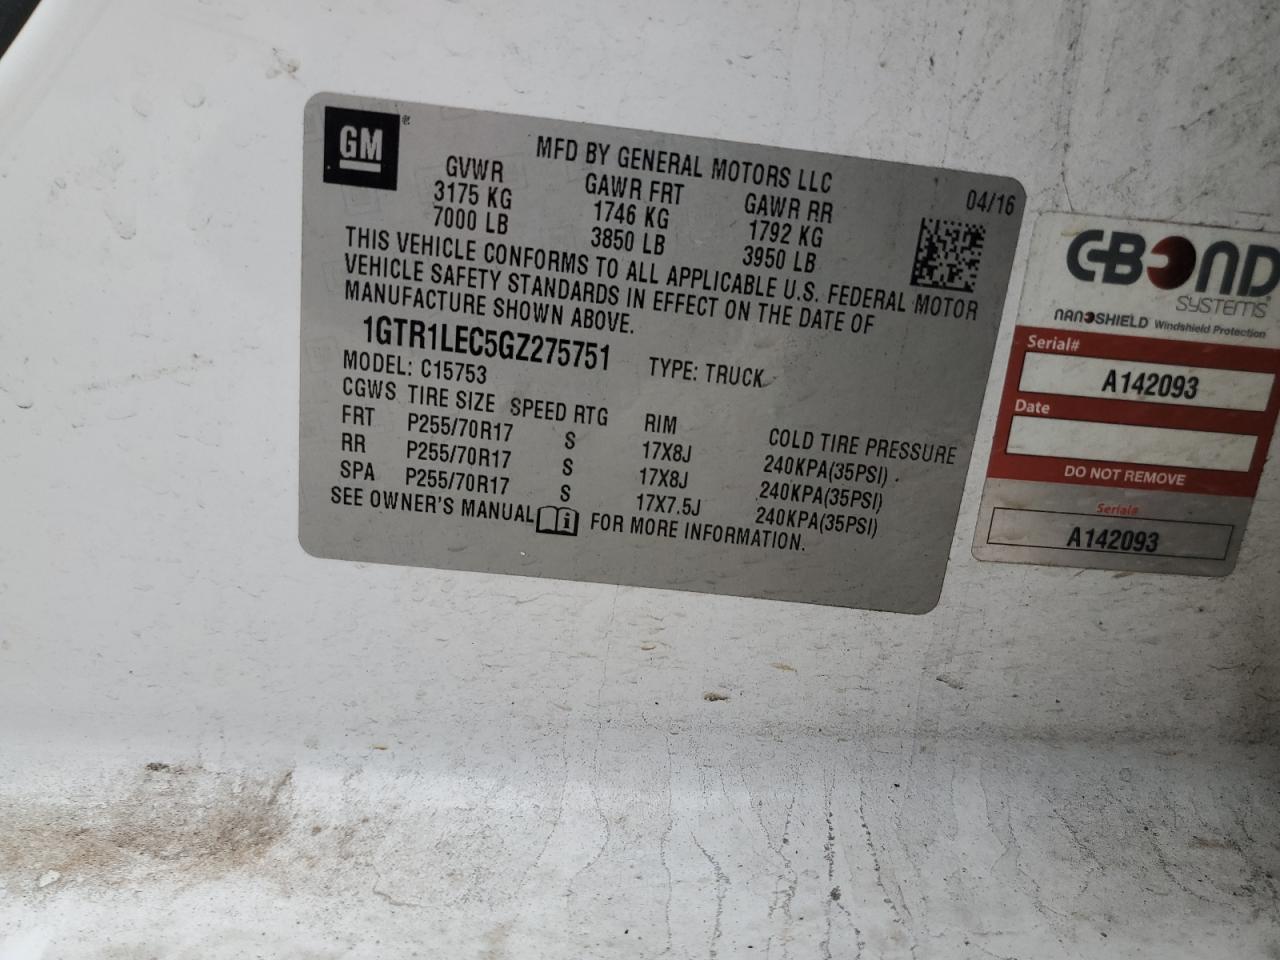 GM
MFD BY GENERAL MOTORS LLC
04/16
GVWR GAWR FRT GAWR RR
3175 KG 1746 KG 1792 KG
7000 LB 3850 LB 3950 LB
THIS VEHICLE CONFORMS TO ALL APPLICABLE U.S. FEDERAL MOTOR
VEHICLE SAFETY STANDARDS IN EFFECT ON THE DATE OF
MANUFACTURE SHOWN ABOVE.
1GTR1LEC5GZ275751 TYPE: TRUCK
MODEL: C15753
CGWS TIRE SIZE SPEED RTG RIM COLD TIRE PRESSURE
FRT P255/70R17 S 17X8J 240KPA(35PSI)
RR P255/70R17 S 17X8J 240KPA(35PSI)
SPA P255/70R17 S 17X7.5J 240KPA(35PSI)
SEE OWNER'S MANUAL FOR MORE INFORMATION.
C-BOND
SYSTEMS
NANOSHIELD Windshield Protection
Serial#
A142093
Date
DO NOT REMOVE
Serial#
A142093